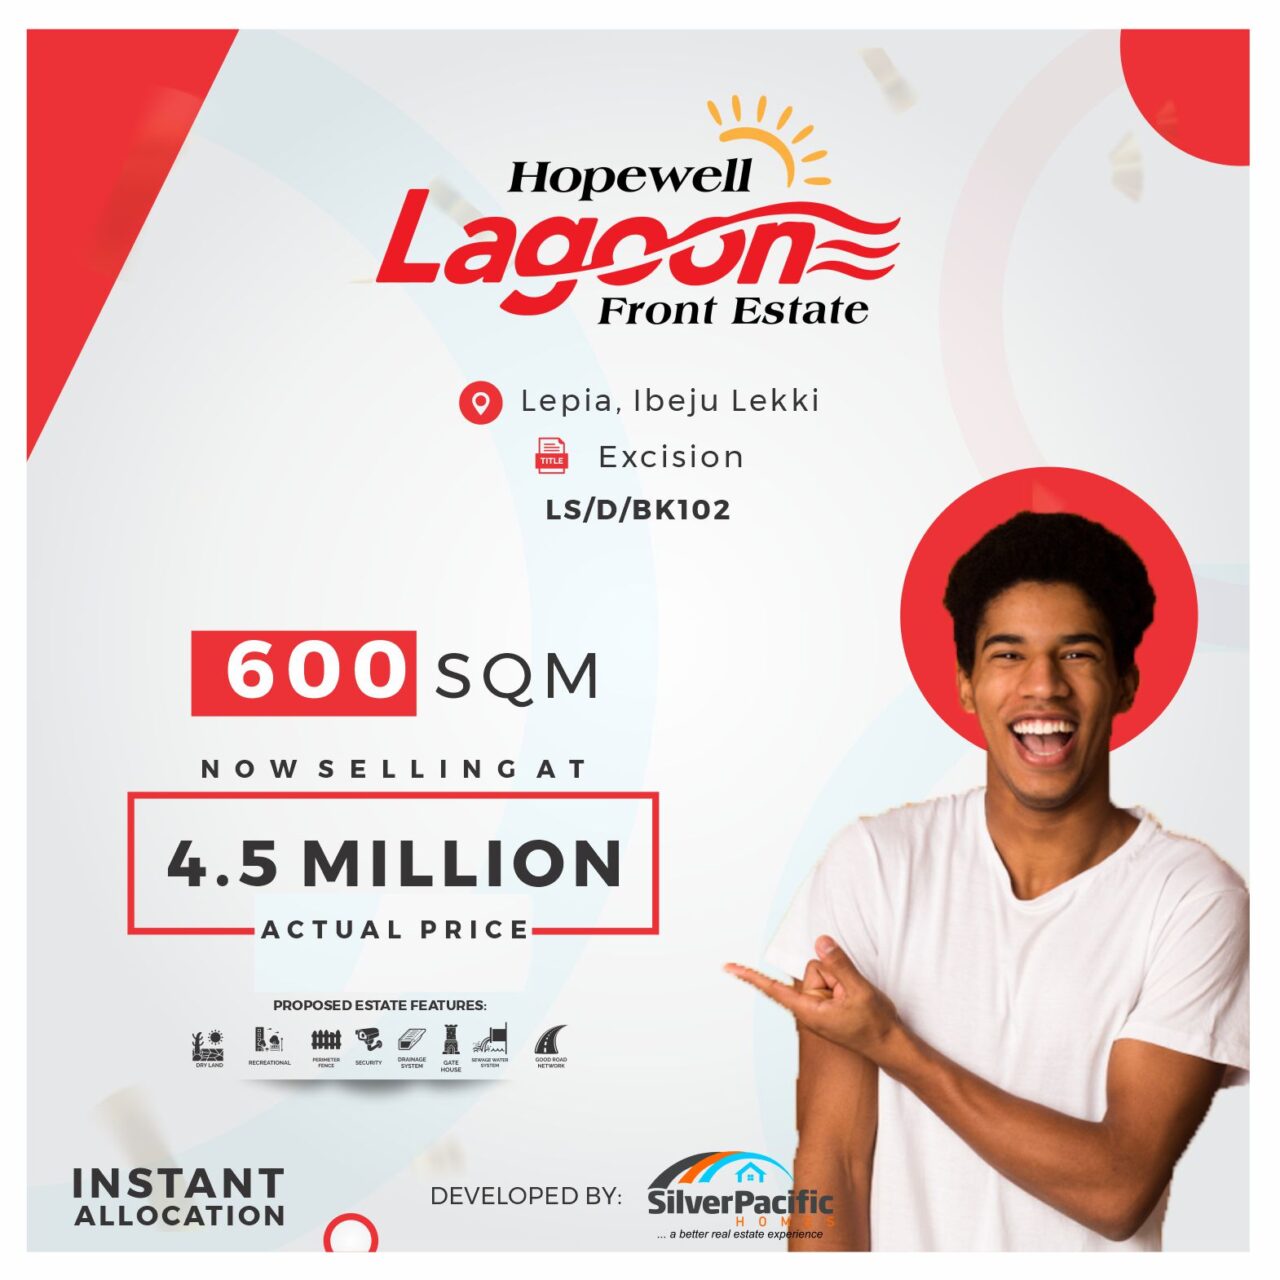 Hopewell
Lagoon
Front Estate
Lepia, Ibeju Lekki
TITLE
Excision
LS/D/BK102
600 SQM
NOW SELLING AT
4.5 MILLION
ACTUAL PRICE
PROPOSED ESTATE FEATURES:
DRY LAND
RECREATIONAL
PERIMETER
FENCE
SECURITY
DRAINAGE
SYSTEM
GATE
HOUSE
SEWAGE WATER
SYSTEM
GOOD ROAD
NETWORK
INSTANT
ALLOCATION
DEVELOPED BY:
SilverPacific
HOMES
... a better real estate experience